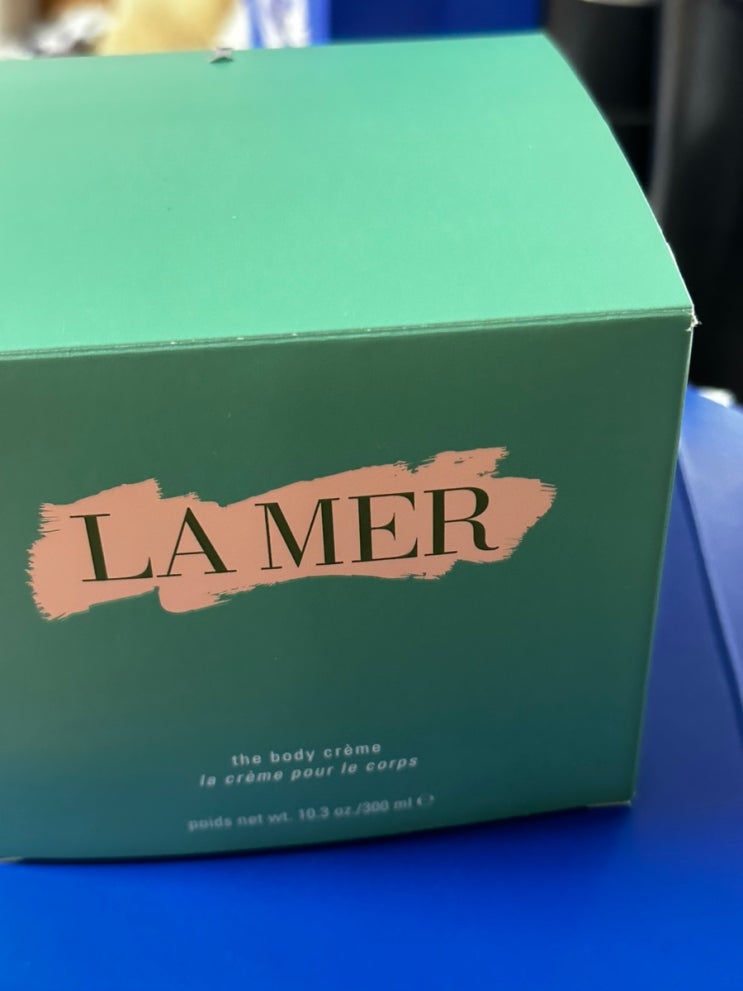 LA MER
the body crème
la crème pour le corps
poids net wt. 10.3 oz./300 ml ℮